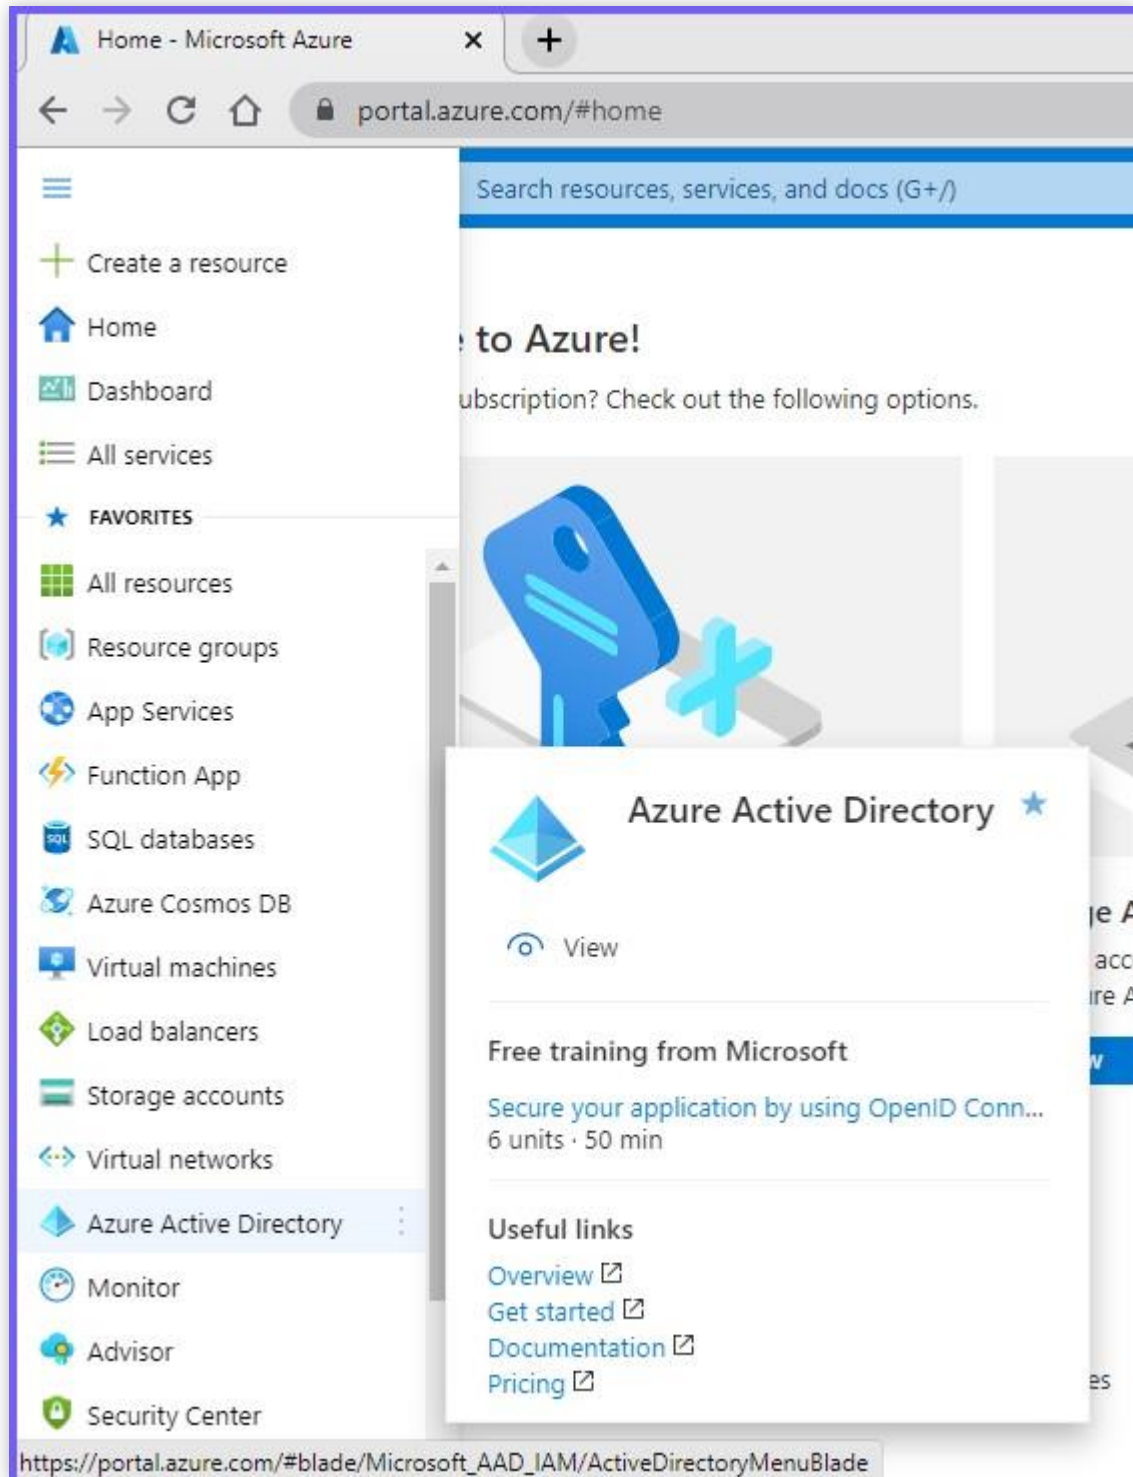 Home - Microsoft Azure
portal.azure.com/#home
Search resources, services, and docs (G+/)
Create a resource
Home
Dashboard
All services
FAVORITES
All resources
Resource groups
App Services
Function App
SQL databases
Azure Cosmos DB
Virtual machines
Load balancers
Storage accounts
Virtual networks
Azure Active Directory
Monitor
Advisor
Security Center
to Azure!
ubscription? Check out the following options.
Azure Active Directory
View
Free training from Microsoft
Secure your application by using OpenID Conn...
6 units · 50 min
Useful links
Overview
Get started
Documentation
Pricing
https://portal.azure.com/#blade/Microsoft_AAD_IAM/ActiveDirectoryMenuBlade